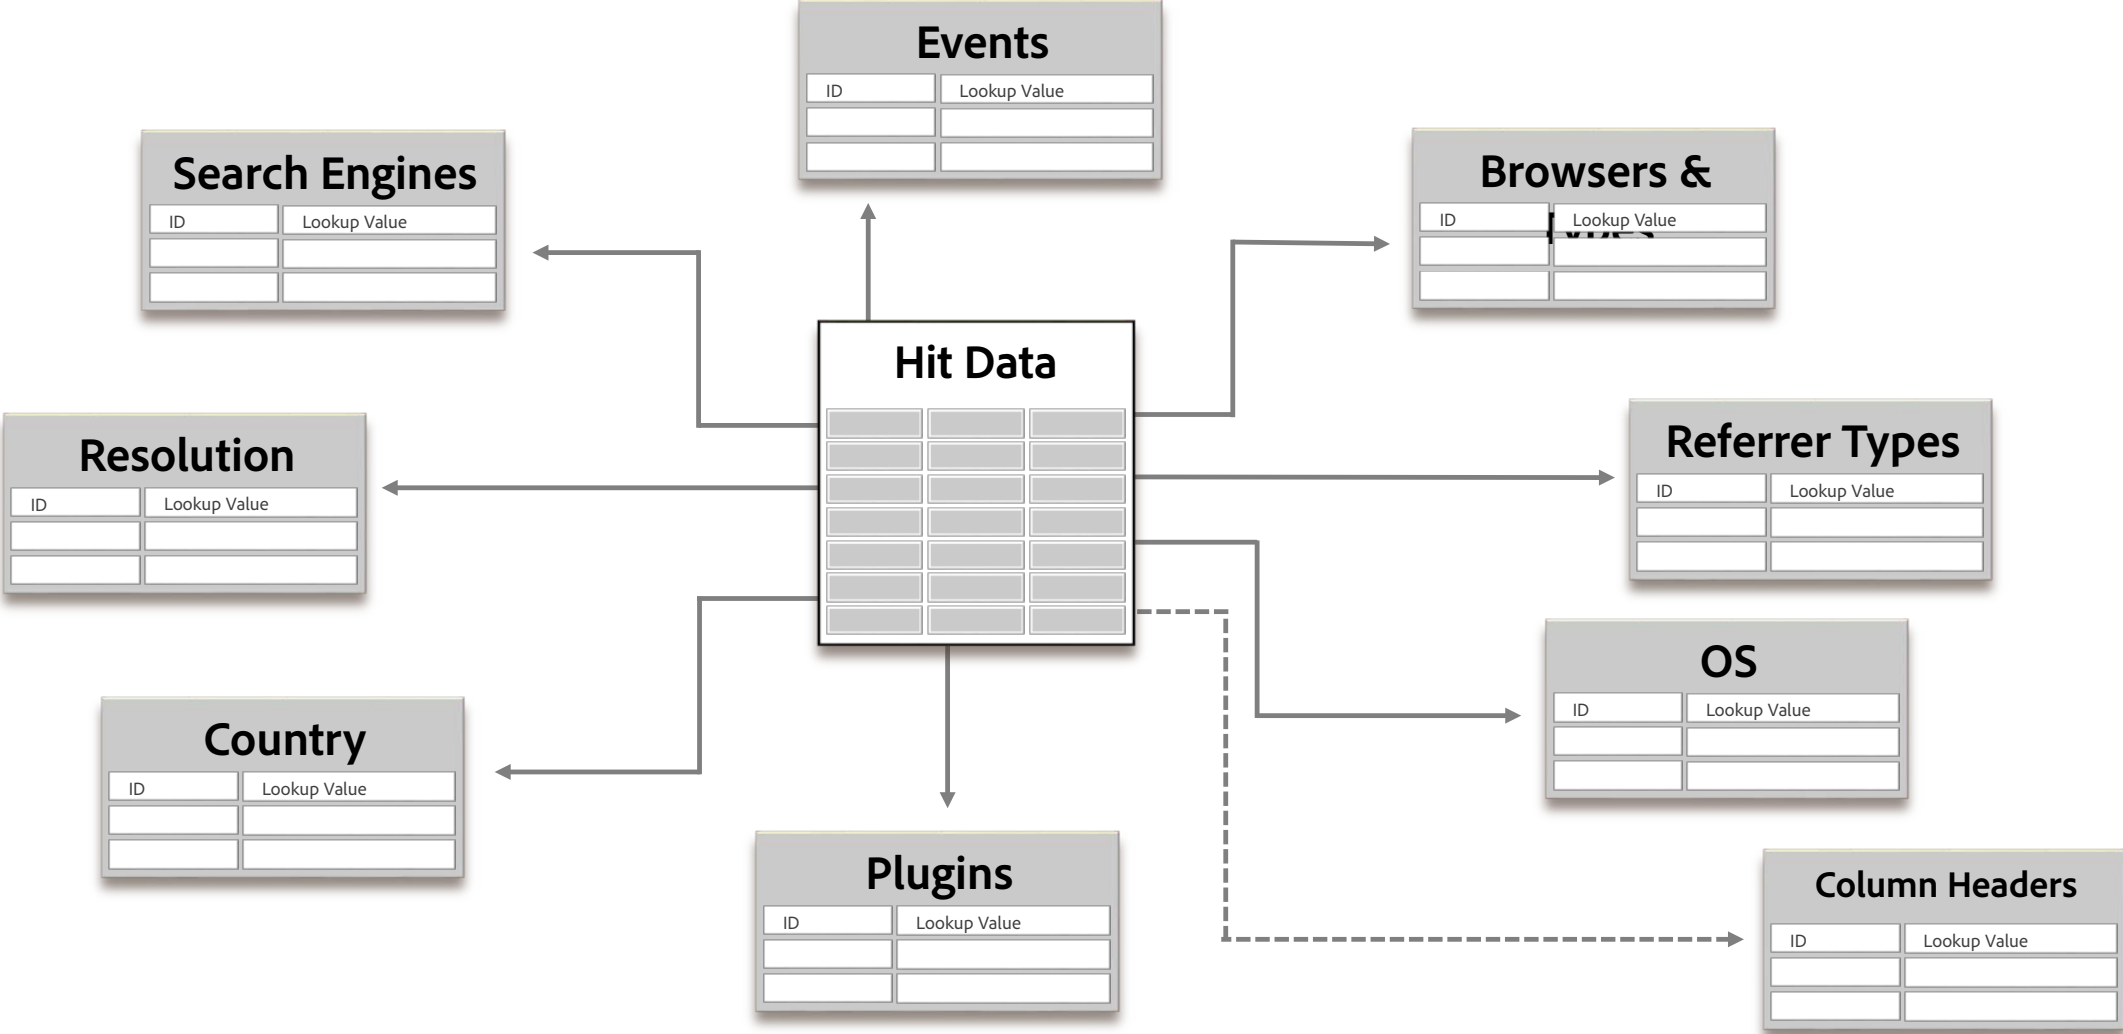 Events
ID Lookup Value
Search Engines
ID Lookup Value
Browsers &
Types
ID Lookup Value
Hit Data
Resolution
ID Lookup Value
Referrer Types
ID Lookup Value
OS
ID Lookup Value
Country
ID Lookup Value
Plugins
ID Lookup Value
Column Headers
ID Lookup Value